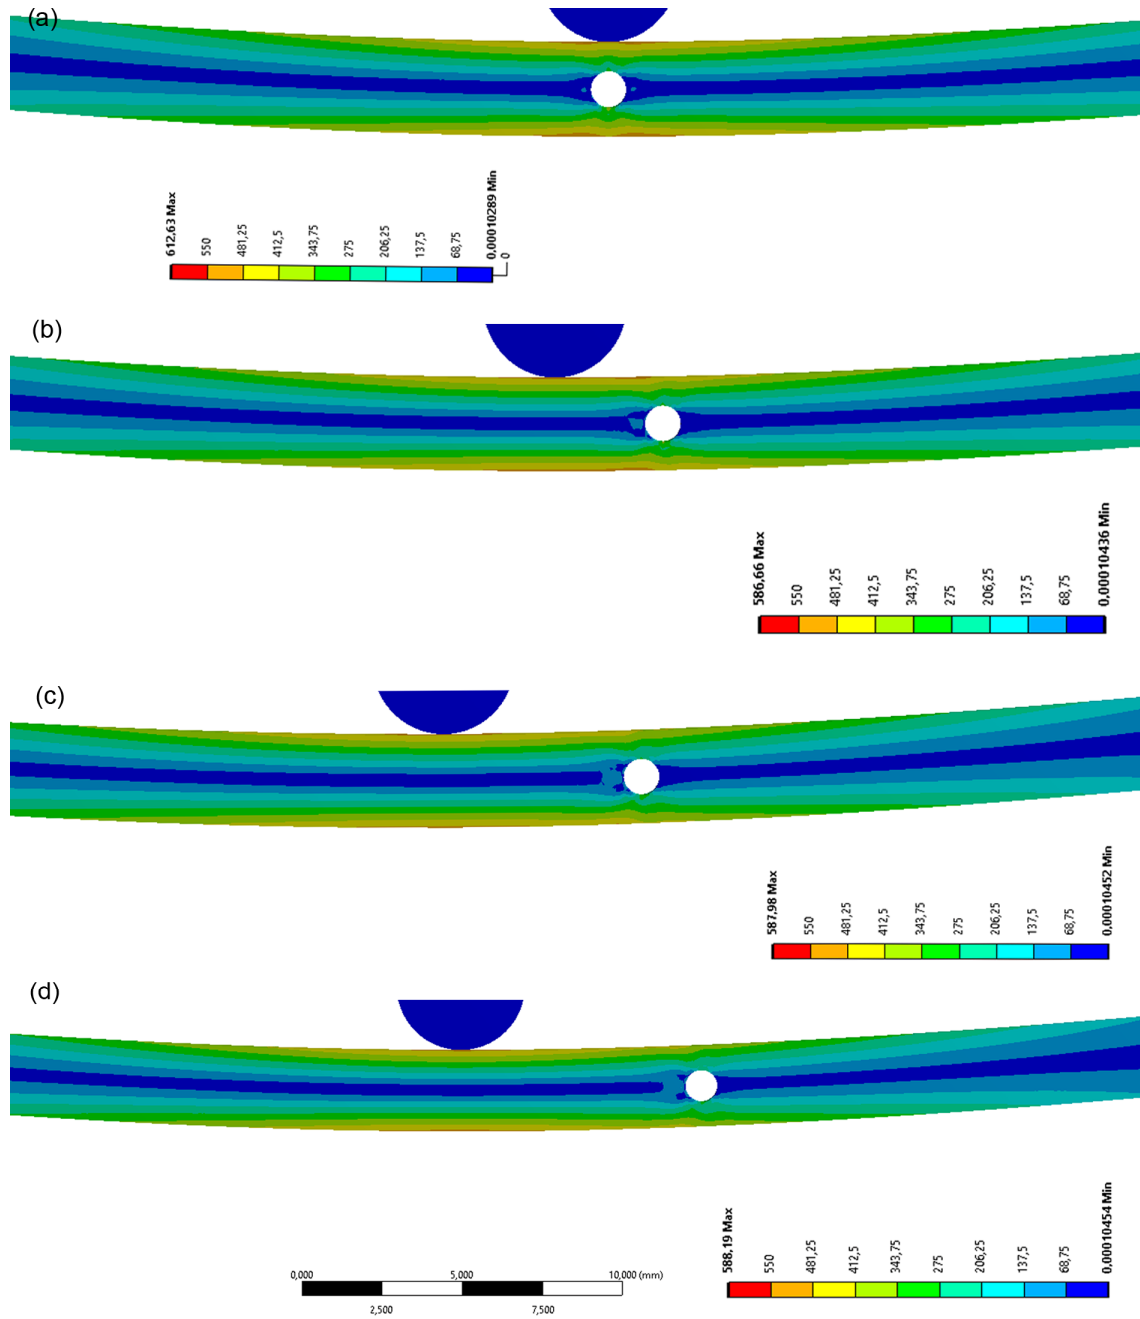 (a)
612,63 Max
550
481,25
412,5
343,75
275
206,25
137,5
68,75
0,00010289 Min
0
(b)
586,66 Max
550
481,25
412,5
343,75
275
206,25
137,5
68,75
0,00010436 Min
(c)
587,98 Max
550
481,25
412,5
343,75
275
206,25
137,5
68,75
0,00010452 Min
(d)
588,19 Max
550
481,25
412,5
343,75
275
206,25
137,5
68,75
0,00010454 Min
0,000 5,000 10,000 (mm)
2,500 7,500